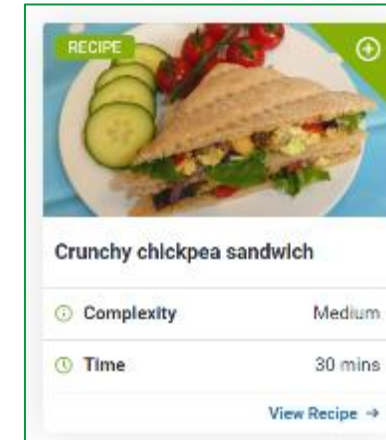 RECIPE
Crunchy chickpea sandwich
Complexity Medium
Time 30 mins
View Recipe →